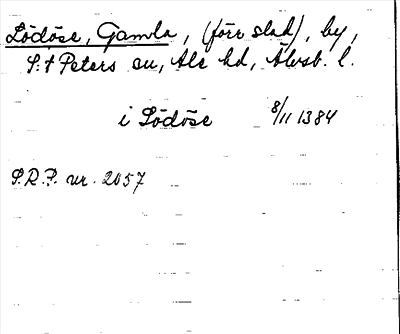 Lödöse, Gamla, (förr stad), by,
S:t Peters sn, Ale hd, Älvsb. l.
i Lödöse 8/11 1384
S.R.P. nr. 2057